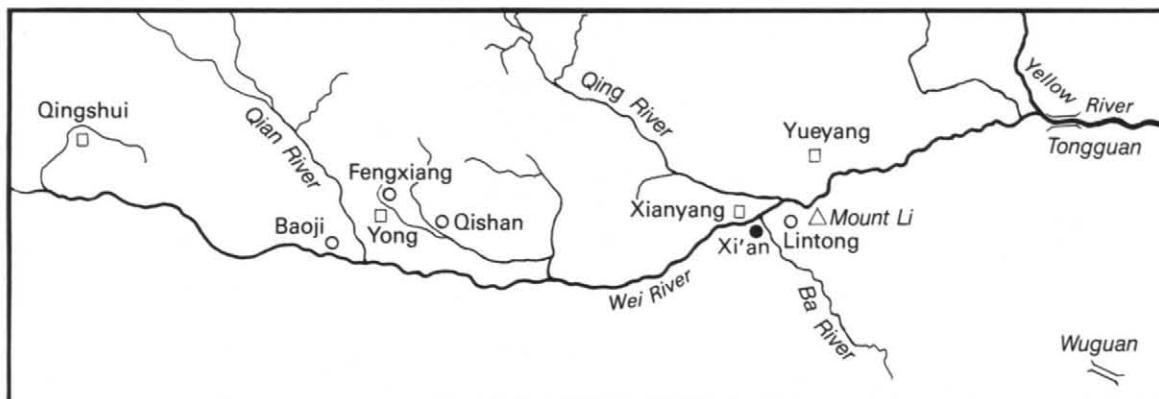 Qingshui
Qian River
Fengxiang
Baoji
Yong
Qishan
Qing River
Yueyang
Yellow River
Tongguan
Xianyang
Mount Li
Xi'an
Lintong
Wei River
Ba River
Wuguan